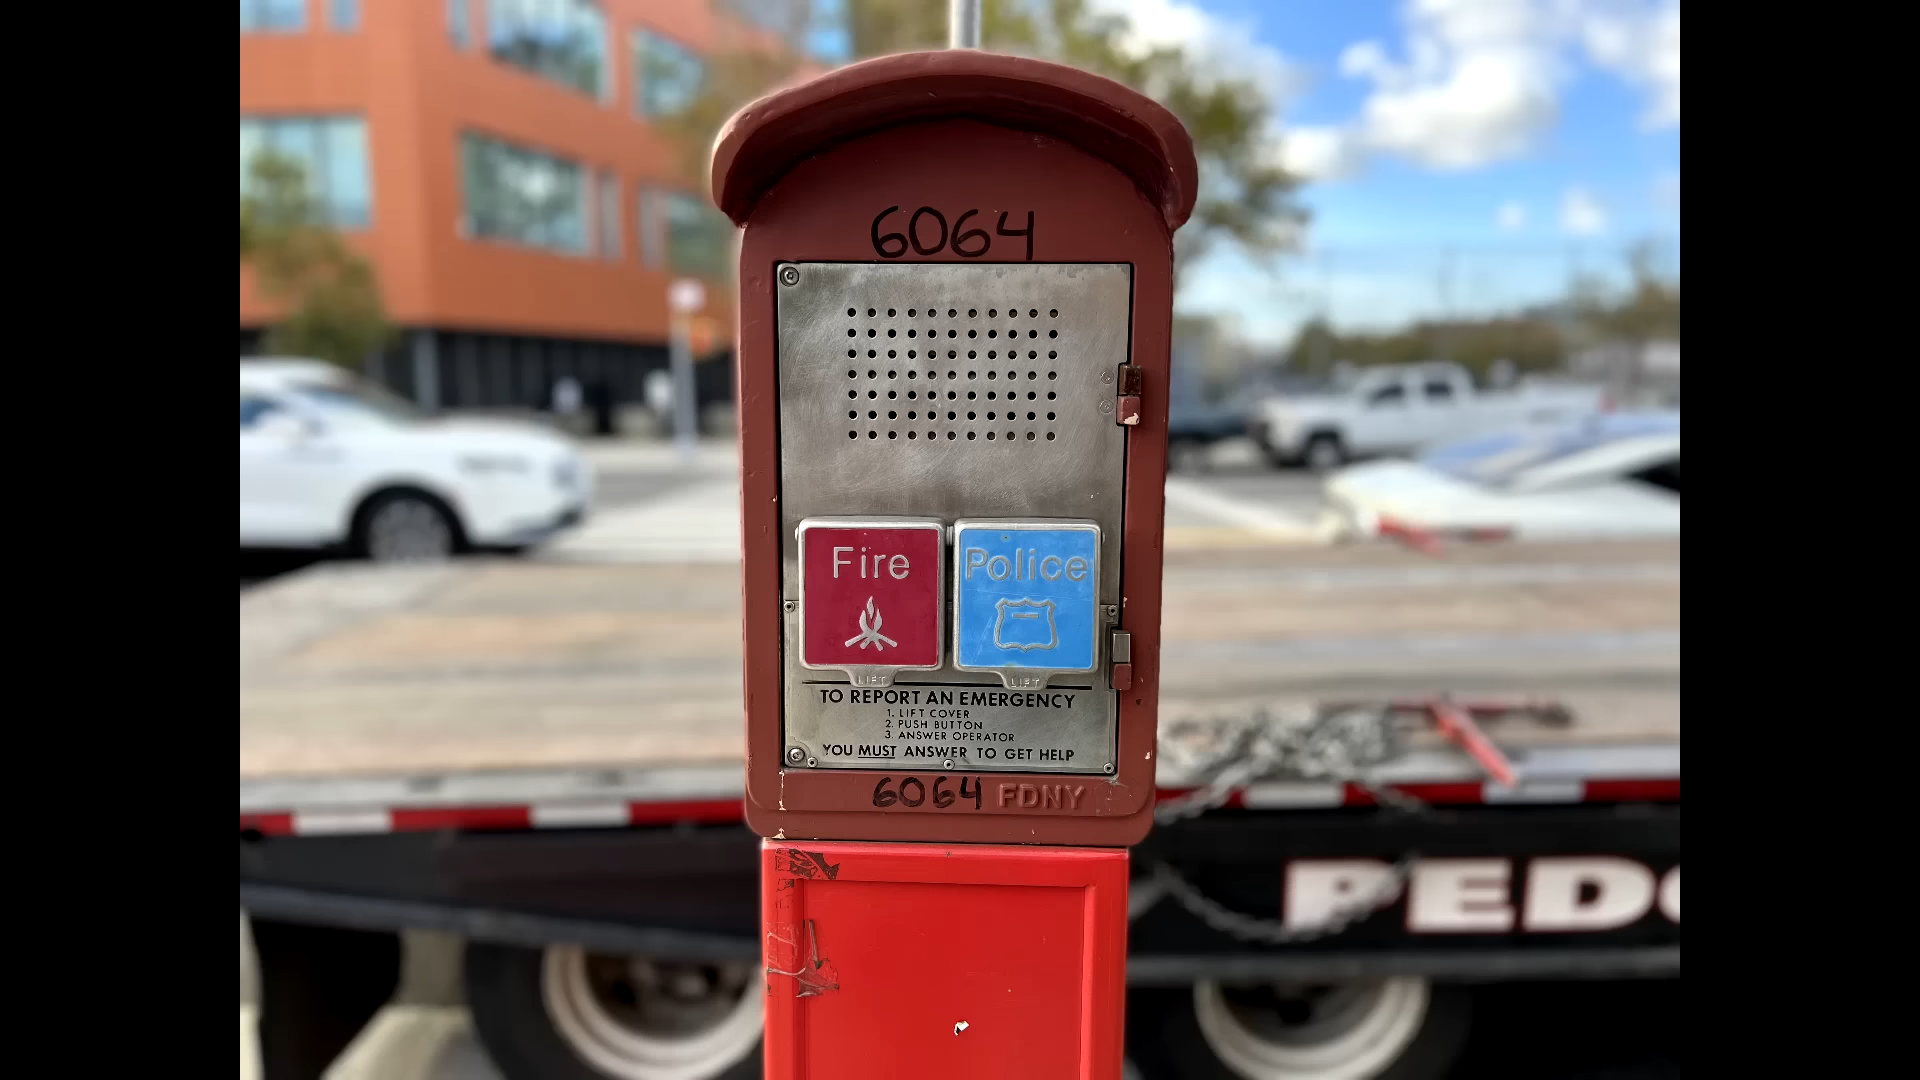 6064
Fire Police
LIFT LIFT
TO REPORT AN EMERGENCY
1. LIFT COVER
2. PUSH BUTTON
3. ANSWER OPERATOR
YOU MUST ANSWER TO GET HELP
6064 FDNY